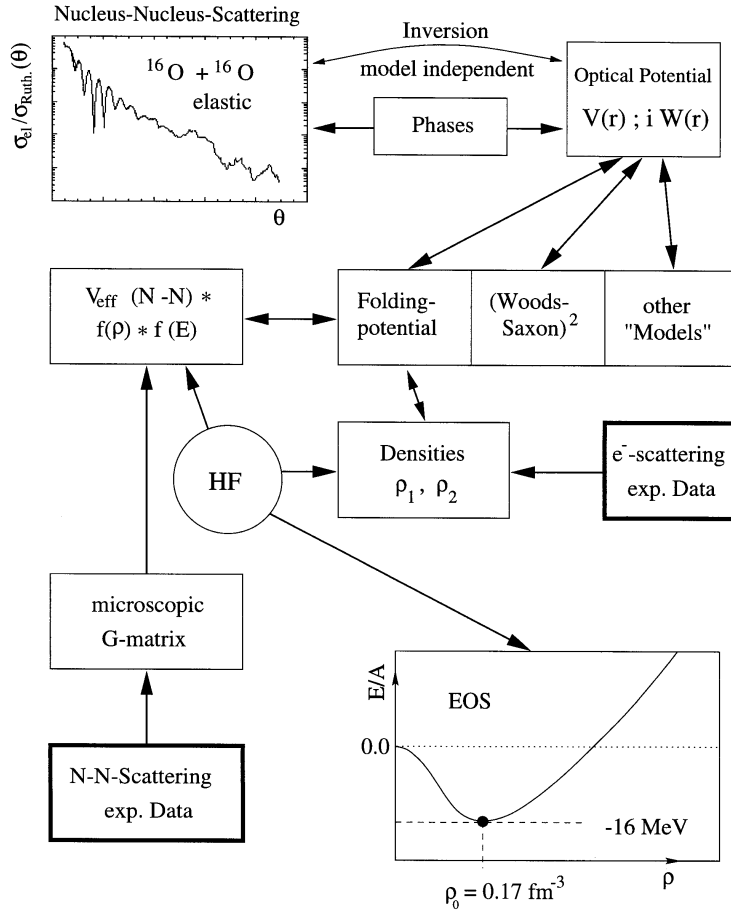 Nucleus-Nucleus-Scattering
¹⁶O + ¹⁶O
elastic
σel/σRuth.(θ)
θ
Inversion
model independent
Phases
Optical Potential
V(r) ; i W(r)
Veff (N -N) *
f(ρ) * f (E)
Folding-
potential
(Woods-
Saxon)²
other
"Models"
HF
Densities
ρ₁, ρ₂
e⁻-scattering
exp. Data
microscopic
G-matrix
N-N-Scattering
exp. Data
E/A
EOS
0.0
-16 MeV
ρ
ρ₀ = 0.17 fm⁻³